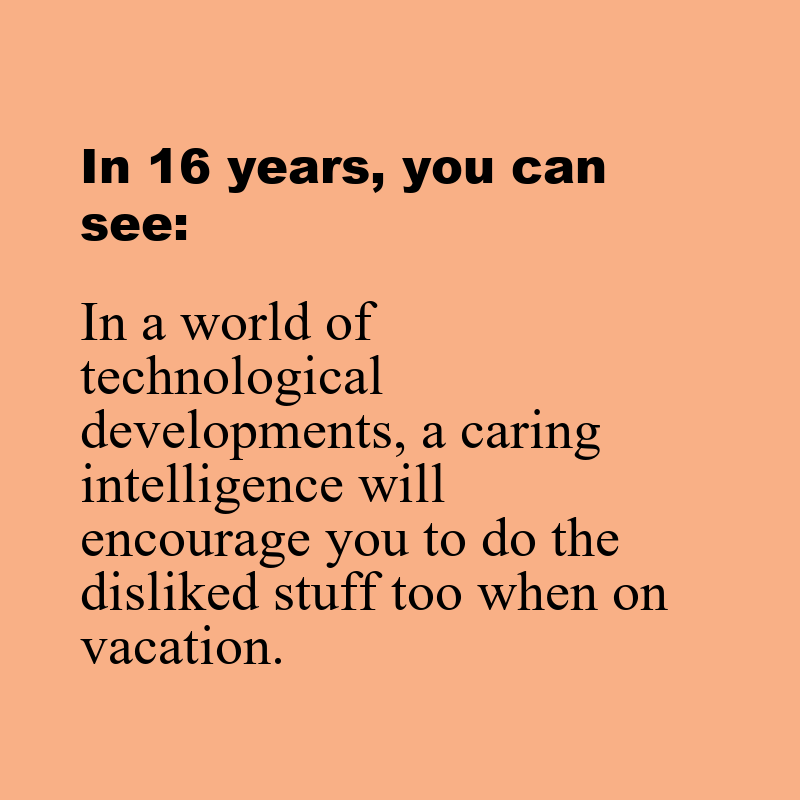 In 16 years, you can
see:
In a world of
technological
developments, a caring
intelligence will
encourage you to do the
disliked stuff too when on
vacation.